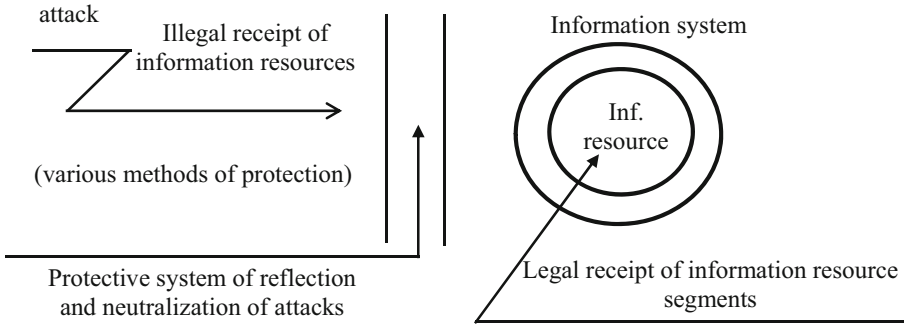 attack
Illegal receipt of
information resources
(various methods of protection)
Protective system of reflection
and neutralization of attacks
Information system
Inf.
resource
Legal receipt of information resource
segments